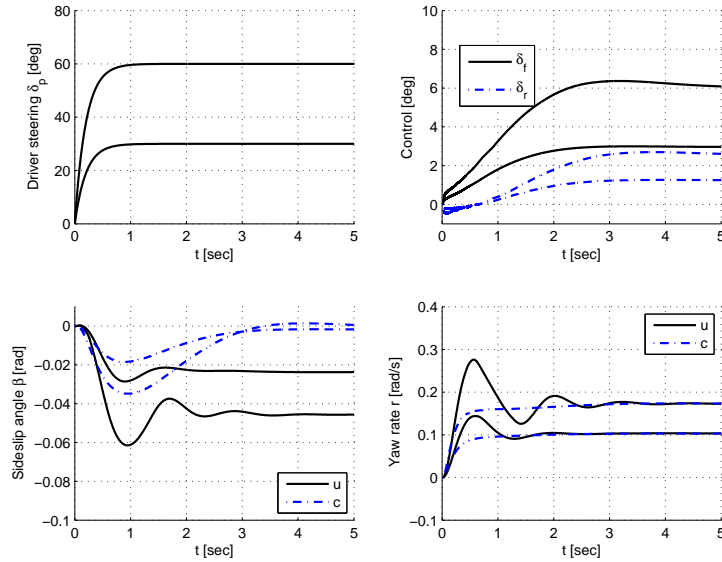 80
60
40
20
0
0 1 2 3 4 5
t [sec]
Driver steering δp [deg]
10
8
6
4
2
0
0 1 2 3 4 5
t [sec]
Control [deg]
δf
δr
0
−0.02
−0.04
−0.06
−0.08
−0.1
0 1 2 3 4 5
t [sec]
Sideslip angle β [rad]
u
c
0.4
0.3
0.2
0.1
0
−0.1
0 1 2 3 4 5
t [sec]
Yaw rate r [rad/s]
u
c